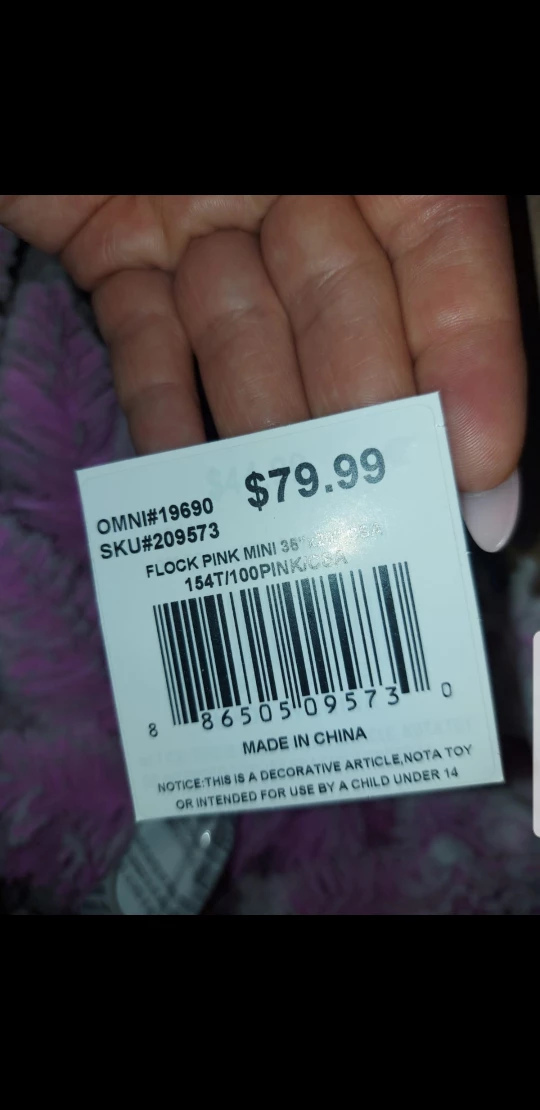 $79.99
OMNI#19690
SKU#209573
FLOCK PINK MINI 35"
154T/100PINK/CSA
8 86505 09573 0
MADE IN CHINA
NOTICE:THIS IS A DECORATIVE ARTICLE,NOTA TOY
OR INTENDED FOR USE BY A CHILD UNDER 14